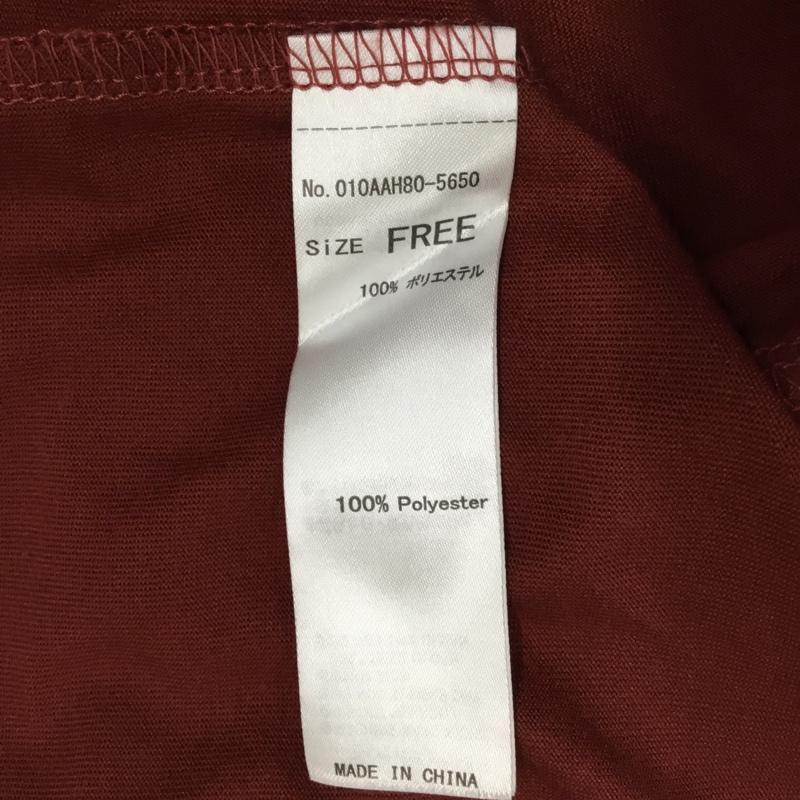 No. 010AAH80-5650
SiZE FREE
100% ポリエステル
100% Polyester
MADE IN CHINA